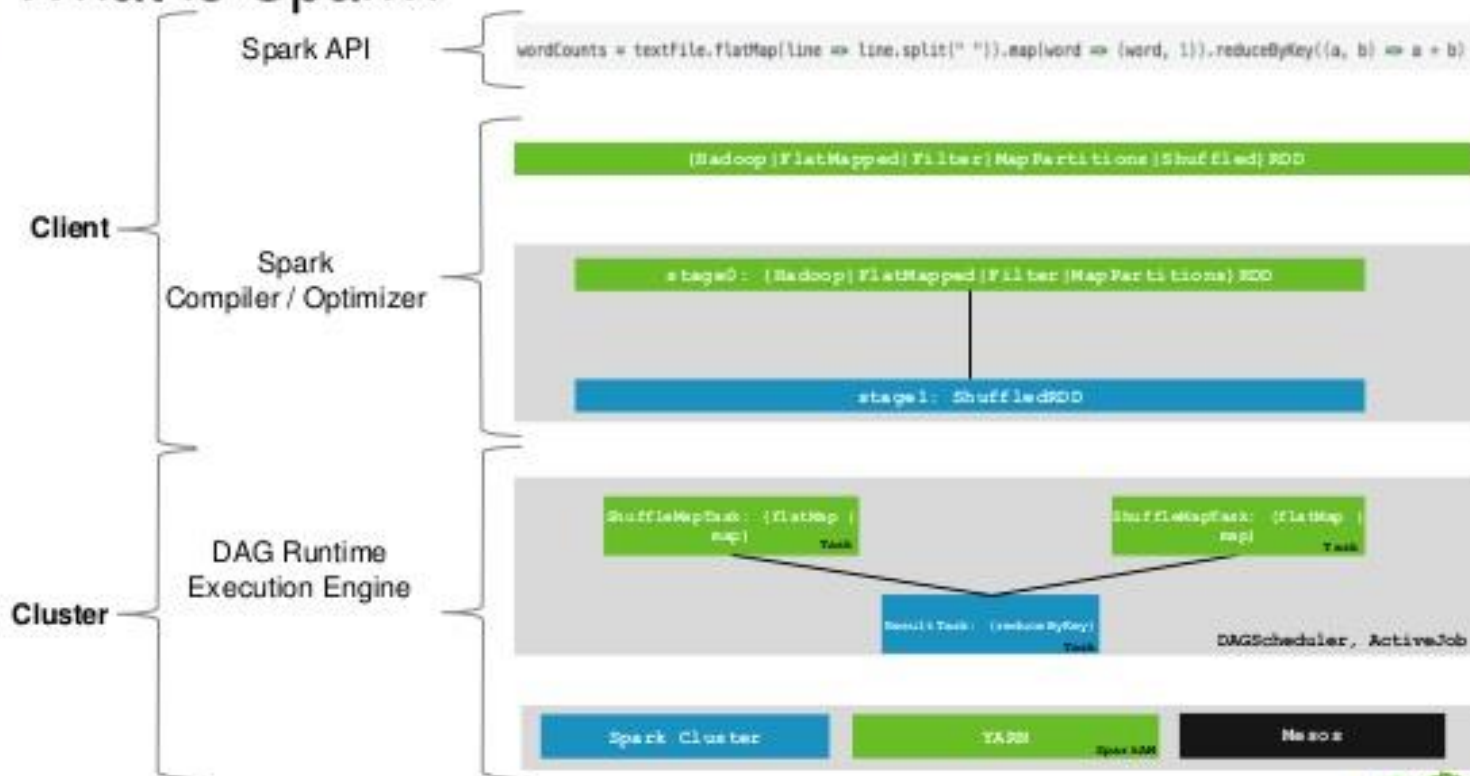 Spark API
wordCounts = textFile.flatMap(line => line.split(" ")).map(word => (word, 1)).reduceByKey((a, b) => a + b)
{Hadoop|FlatMapped|Filter|MapPartitions|Shuffled}RDD
Client
Spark
Compiler / Optimizer
stage0: {Hadoop|FlatMapped|Filter|MapPartitions}RDD
stage1: ShuffledRDD
DAG Runtime
Execution Engine
Cluster
ShuffleMapTask: {flatMap |
map}
Task
ShuffleMapTask: {flatMap |
map}
Task
ResultTask: {reduceByKey}
Task
DAGScheduler, ActiveJob
Spark Cluster
YARN
SparkAM
Mesos